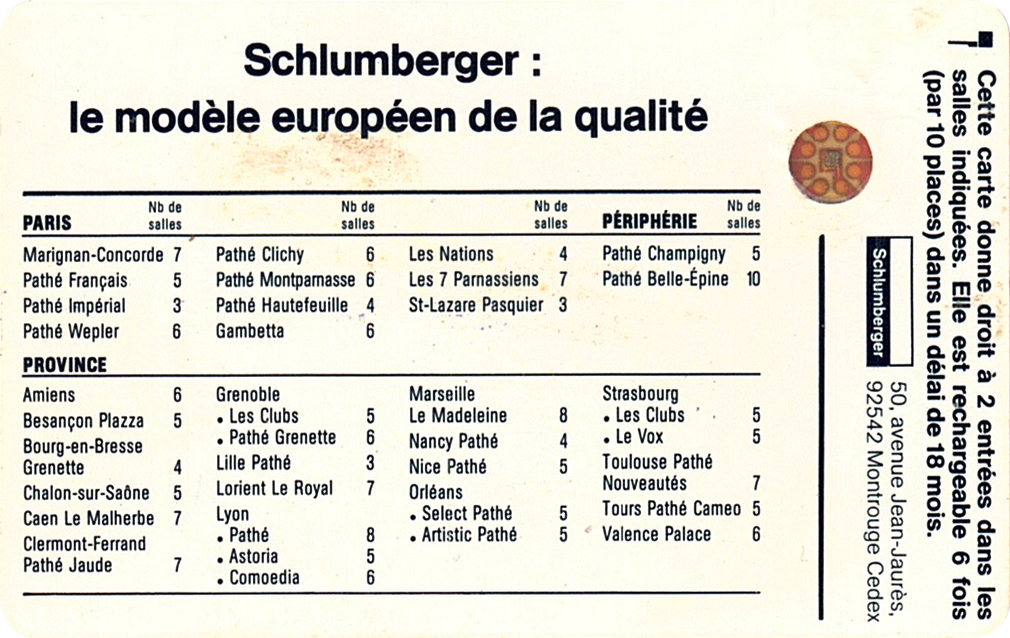 Schlumberger :
le modèle européen de la qualité
PARIS Nb de salles Nb de salles Nb de salles PÉRIPHÉRIE Nb de salles
Marignan-Concorde 7 Pathé Clichy 6 Les Nations 4 Pathé Champigny 5
Pathé Français 5 Pathé Montparnasse 6 Les 7 Parnassiens 7 Pathé Belle-Épine 10
Pathé Impérial 3 Pathé Hautefeuille 4 St-Lazare Pasquier 3
Pathé Wepler 6 Gambetta 6
PROVINCE
Amiens 6
Besançon Plazza 5
Bourg-en-Bresse
Grenette 4
Chalon-sur-Saône 5
Caen Le Malherbe 7
Clermont-Ferrand
Pathé Jaude 7
Grenoble
• Les Clubs 5
• Pathé Grenette 6
Lille Pathé 3
Lorient Le Royal 7
Lyon
• Pathé 8
• Astoria 5
• Comoedia 6
Marseille
Le Madeleine 8
Nancy Pathé 4
Nice Pathé 5
Orléans
• Select Pathé 5
• Artistic Pathé 5
Strasbourg
• Les Clubs 5
• Le Vox 5
Toulouse Pathé
Nouveautés 7
Tours Pathé Cameo 5
Valence Palace 6
Cette carte donne droit à 2 entrées dans les
salles indiquées. Elle est rechargeable 6 fois
(par 10 places) dans un délai de 18 mois.
Schlumberger
50, avenue Jean-Jaurès,
92542 Montrouge Cedex